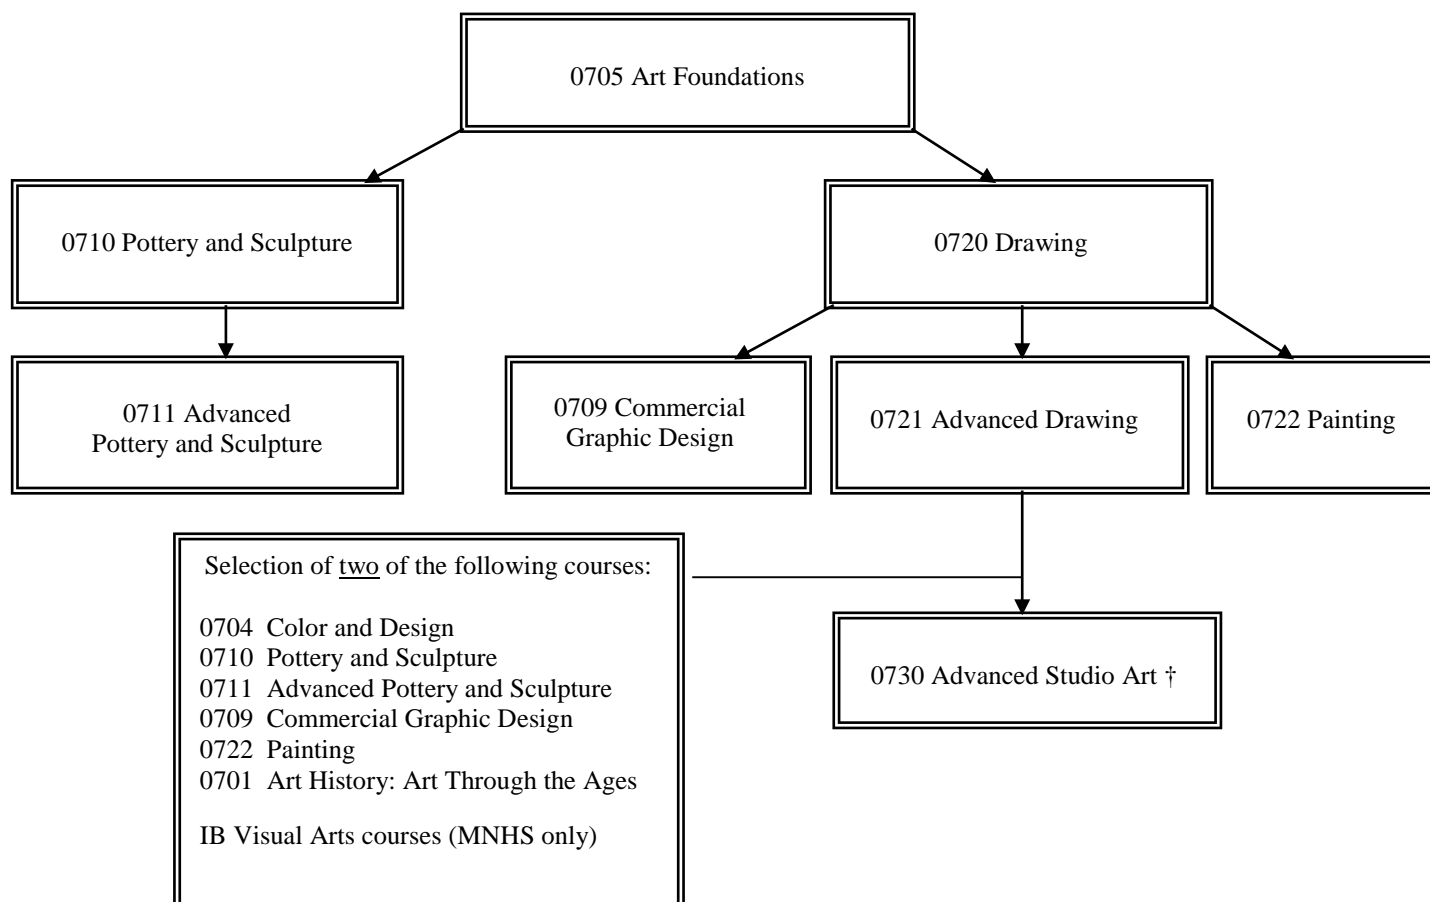 0705 Art Foundations
0710 Pottery and Sculpture
0720 Drawing
0711 Advanced
Pottery and Sculpture
0709 Commercial
Graphic Design
0721 Advanced Drawing
0722 Painting
Selection of two of the following courses:
0704 Color and Design
0710 Pottery and Sculpture
0711 Advanced Pottery and Sculpture
0709 Commercial Graphic Design
0722 Painting
0701 Art History: Art Through the Ages
IB Visual Arts courses (MNHS only)
0730 Advanced Studio Art †